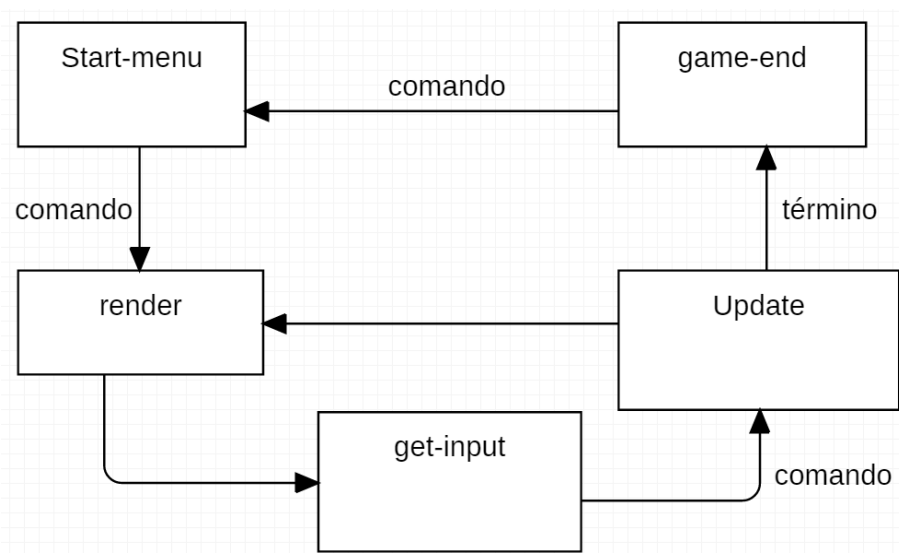 Start-menu
game-end
comando
comando
término
render
Update
get-input
comando